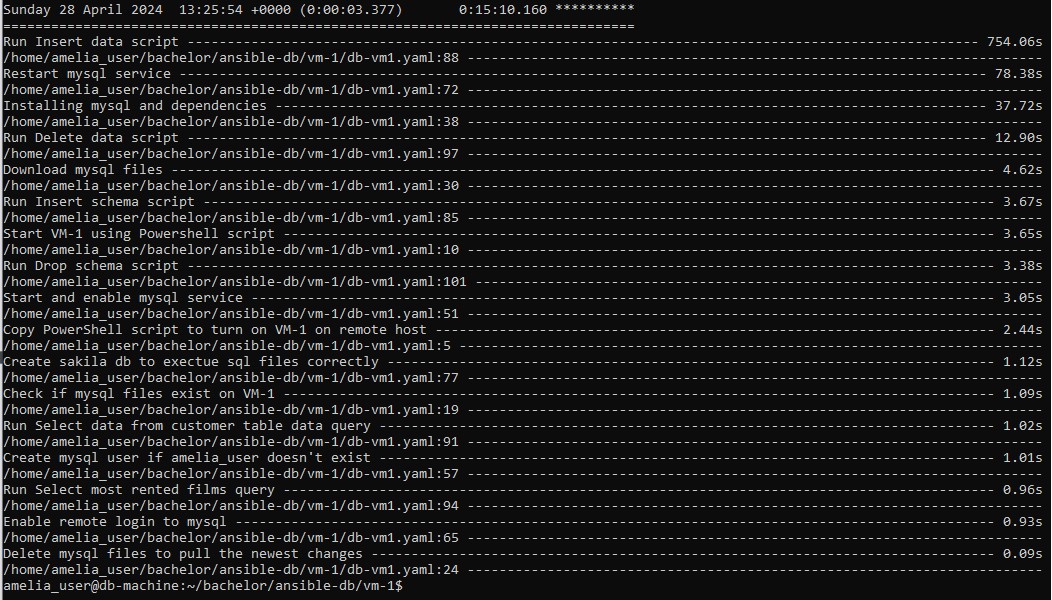 Sunday 28 April 2024  13:25:54 +0000 (0:00:03.377)       0:15:10.160 **********
===============================================================================
Run Insert data script ---------------------------------------------------------------------------------------------------- 754.06s
/home/amelia_user/bachelor/ansible-db/vm-1/db-vm1.yaml:88 ------------------------------------------------------------------------
Restart mysql service ------------------------------------------------------------------------------------------------------ 78.38s
/home/amelia_user/bachelor/ansible-db/vm-1/db-vm1.yaml:72 ------------------------------------------------------------------------
Installing mysql and dependencies ------------------------------------------------------------------------------------------ 37.72s
/home/amelia_user/bachelor/ansible-db/vm-1/db-vm1.yaml:38 ------------------------------------------------------------------------
Run Delete data script ----------------------------------------------------------------------------------------------------- 12.90s
/home/amelia_user/bachelor/ansible-db/vm-1/db-vm1.yaml:97 ------------------------------------------------------------------------
Download mysql files -------------------------------------------------------------------------------------------------------- 4.62s
/home/amelia_user/bachelor/ansible-db/vm-1/db-vm1.yaml:30 ------------------------------------------------------------------------
Run Insert schema script ---------------------------------------------------------------------------------------------------- 3.67s
/home/amelia_user/bachelor/ansible-db/vm-1/db-vm1.yaml:85 ------------------------------------------------------------------------
Start VM-1 using Powershell script ------------------------------------------------------------------------------------------ 3.65s
/home/amelia_user/bachelor/ansible-db/vm-1/db-vm1.yaml:10 ------------------------------------------------------------------------
Run Drop schema script ------------------------------------------------------------------------------------------------------ 3.38s
/home/amelia_user/bachelor/ansible-db/vm-1/db-vm1.yaml:101 -----------------------------------------------------------------------
Start and enable mysql service ---------------------------------------------------------------------------------------------- 3.05s
/home/amelia_user/bachelor/ansible-db/vm-1/db-vm1.yaml:51 ------------------------------------------------------------------------
Copy PowerShell script to turn on VM-1 on remote host ----------------------------------------------------------------------- 2.44s
/home/amelia_user/bachelor/ansible-db/vm-1/db-vm1.yaml:5 -------------------------------------------------------------------------
Create sakila db to exectue sql files correctly ----------------------------------------------------------------------------- 1.12s
/home/amelia_user/bachelor/ansible-db/vm-1/db-vm1.yaml:77 ------------------------------------------------------------------------
Check if mysql files exist on VM-1 ------------------------------------------------------------------------------------------ 1.09s
/home/amelia_user/bachelor/ansible-db/vm-1/db-vm1.yaml:19 ------------------------------------------------------------------------
Run Select data from customer table data query ------------------------------------------------------------------------------ 1.02s
/home/amelia_user/bachelor/ansible-db/vm-1/db-vm1.yaml:91 ------------------------------------------------------------------------
Create mysql user if amelia_user doesn't exist ------------------------------------------------------------------------------ 1.01s
/home/amelia_user/bachelor/ansible-db/vm-1/db-vm1.yaml:57 ------------------------------------------------------------------------
Run Select most rented films query ------------------------------------------------------------------------------------------ 0.96s
/home/amelia_user/bachelor/ansible-db/vm-1/db-vm1.yaml:94 ------------------------------------------------------------------------
Enable remote login to mysql ------------------------------------------------------------------------------------------------ 0.93s
/home/amelia_user/bachelor/ansible-db/vm-1/db-vm1.yaml:65 ------------------------------------------------------------------------
Delete mysql files to pull the newest changes ------------------------------------------------------------------------------- 0.09s
/home/amelia_user/bachelor/ansible-db/vm-1/db-vm1.yaml:24 ------------------------------------------------------------------------
amelia_user@db-machine:~/bachelor/ansible-db/vm-1$